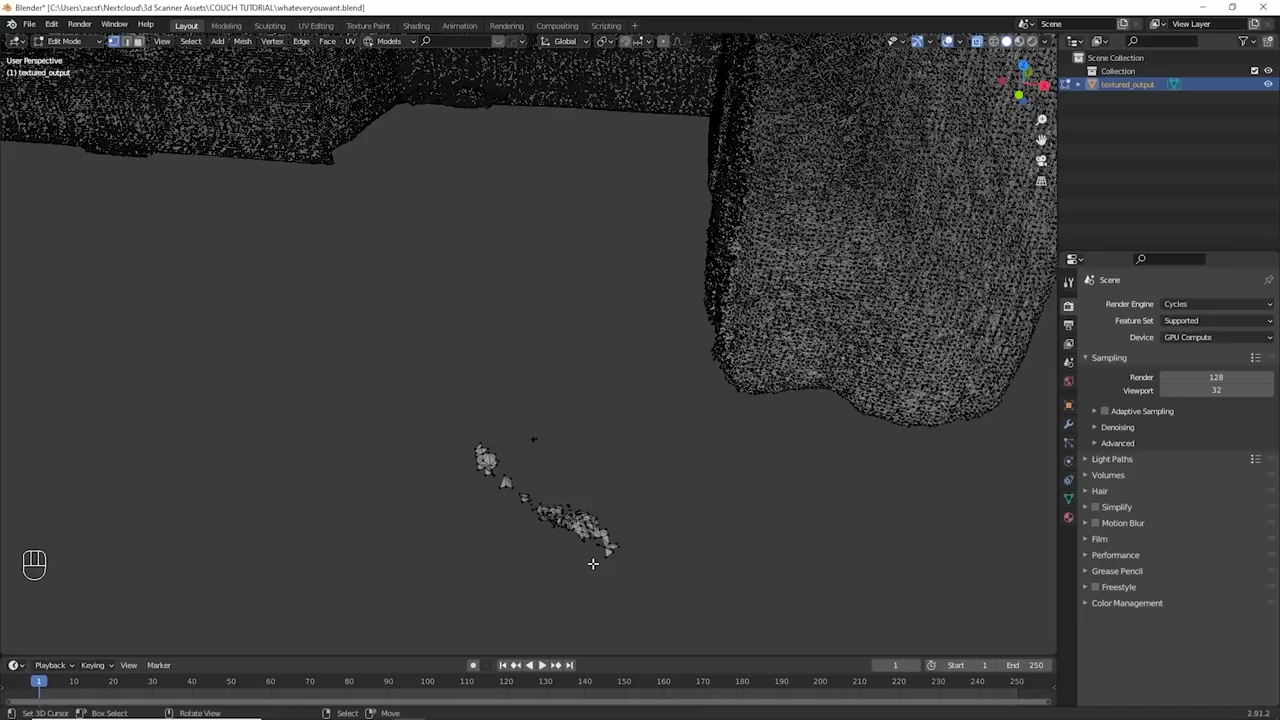 Blender* [C:\Users\zacst\Nextcloud\3d Scanner Assets\COUCH TUTORIAL\whateveryouwant.blend]
File Edit Render Window Help Layout Modeling Sculpting UV Editing Texture Paint Shading Animation Rendering Compositing Scripting Scene View Layer
Edit Mode View Select Add Mesh Vertex Edge Face UV Models Global
User Perspective
(1) textured_output
Scene Collection
Collection
textured_output
Scene
Render Engine Cycles
Feature Set Supported
Device GPU Compute
Sampling
Render 128
Viewport 32
Adaptive Sampling
Denoising
Advanced
Light Paths
Volumes
Hair
Simplify
Motion Blur
Film
Performance
Grease Pencil
Freestyle
Color Management
Playback Keying View Marker 1 Start 1 End 250
1 10 20 30 40 50 60 70 80 90 100 110 120 130 140 150 160 170 180 190 200 210 220 230 240 250
Set 3D Cursor Box Select Rotate View Select Move 2.91.2